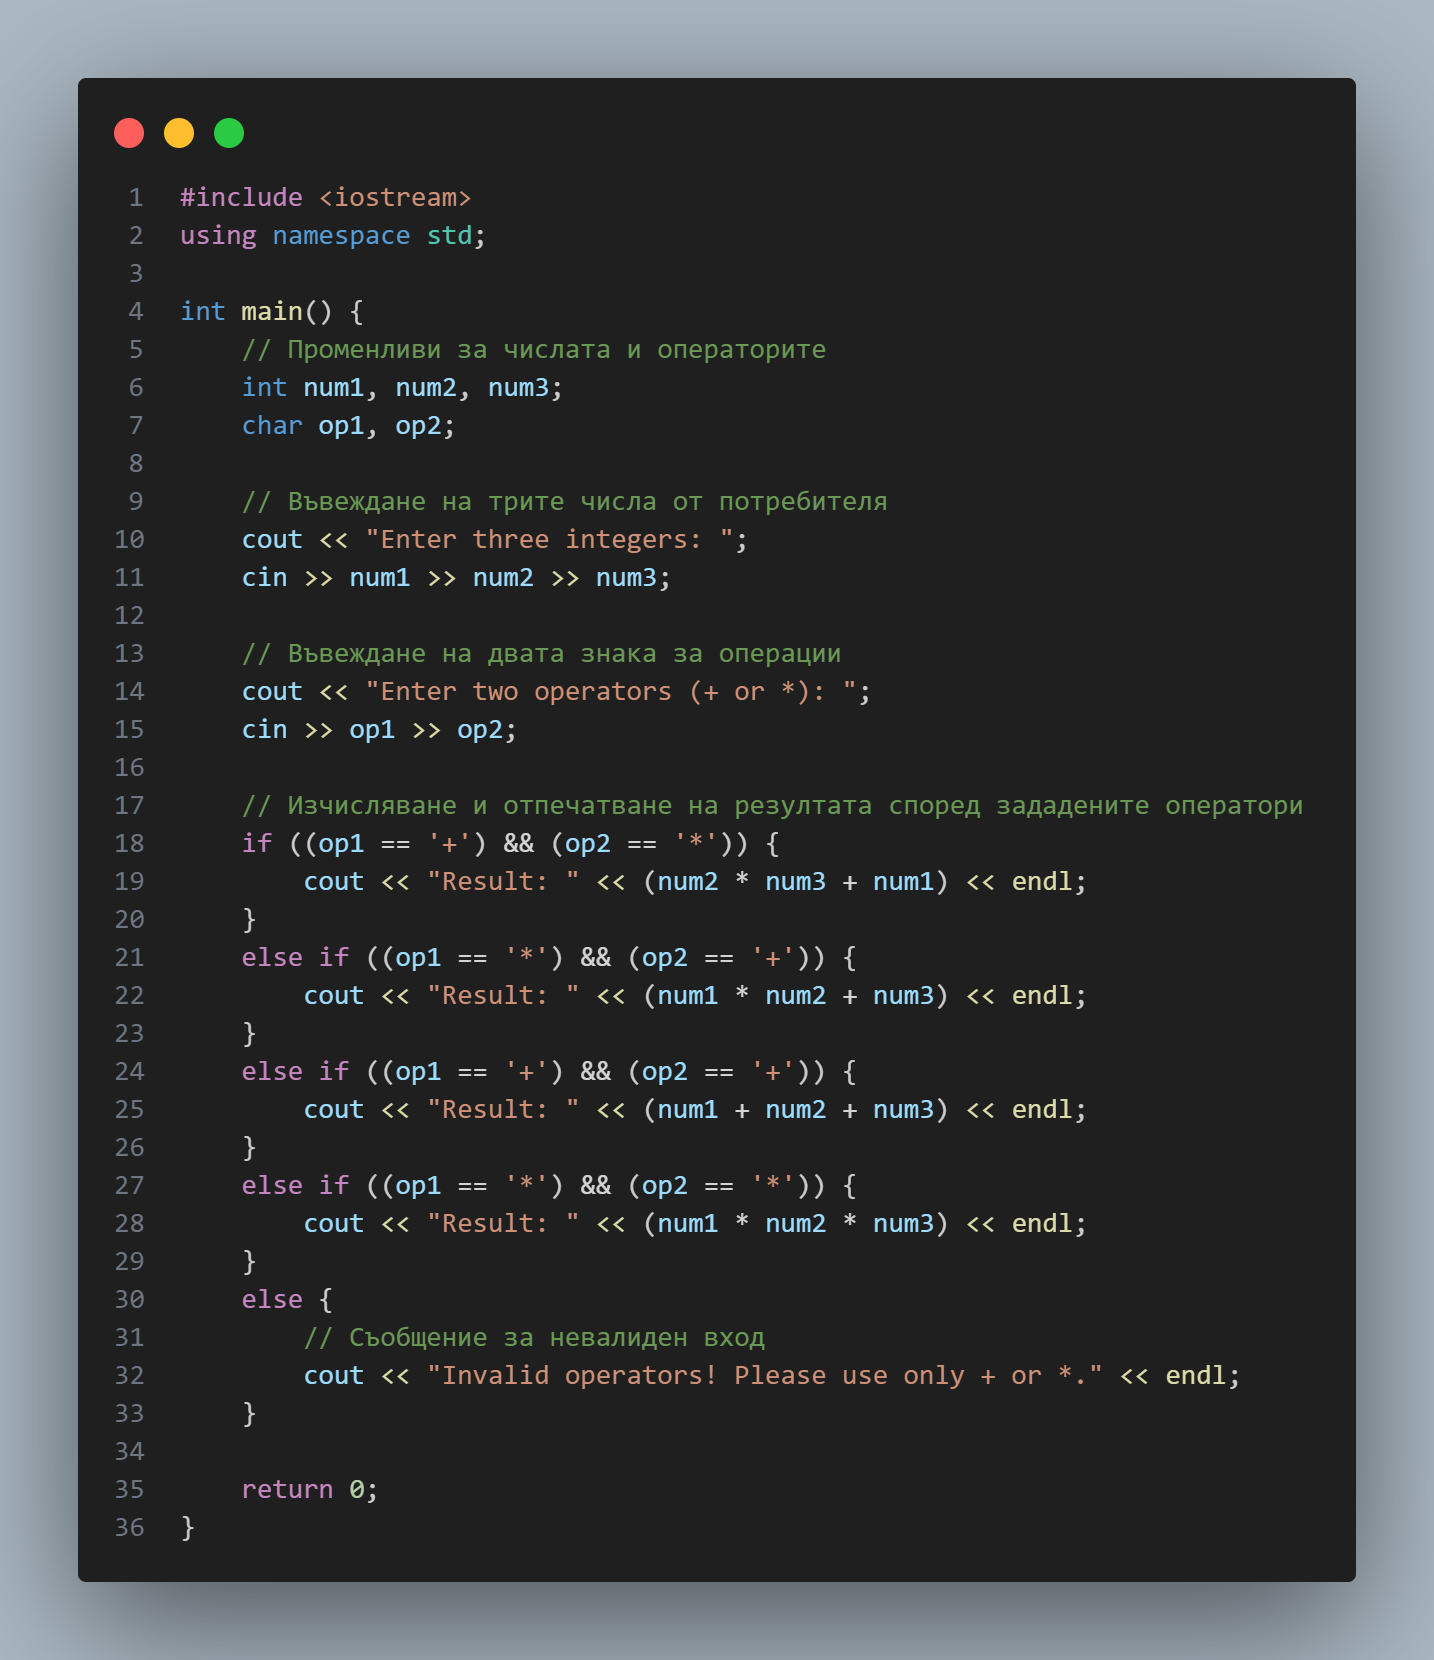 1 #include <iostream>
2 using namespace std;
3
4 int main() {
5     // Променливи за числата и операторите
6     int num1, num2, num3;
7     char op1, op2;
8
9     // Въвеждане на трите числа от потребителя
10     cout << "Enter three integers: ";
11     cin >> num1 >> num2 >> num3;
12
13     // Въвеждане на двата знака за операции
14     cout << "Enter two operators (+ or *): ";
15     cin >> op1 >> op2;
16
17     // Изчисляване и отпечатване на резултата според зададените оператори
18     if ((op1 == '+') && (op2 == '*')) {
19         cout << "Result: " << (num2 * num3 + num1) << endl;
20     }
21     else if ((op1 == '*') && (op2 == '+')) {
22         cout << "Result: " << (num1 * num2 + num3) << endl;
23     }
24     else if ((op1 == '+') && (op2 == '+')) {
25         cout << "Result: " << (num1 + num2 + num3) << endl;
26     }
27     else if ((op1 == '*') && (op2 == '*')) {
28         cout << "Result: " << (num1 * num2 * num3) << endl;
29     }
30     else {
31         // Съобщение за невалиден вход
32         cout << "Invalid operators! Please use only + or *." << endl;
33     }
34
35     return 0;
36 }